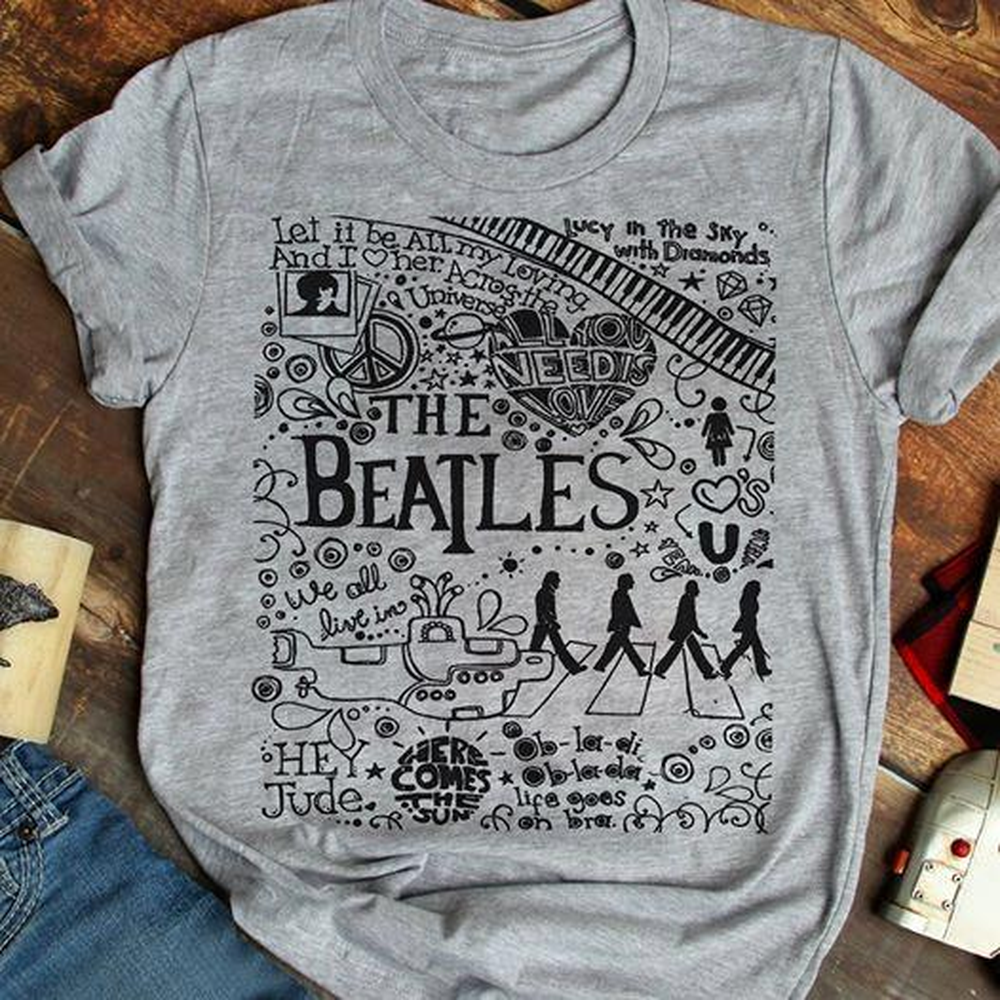 Let it be All my Loving
And I ♡ her Across the
Universe
Lucy in the Sky
with Diamonds
ALL YOU
NEED IS
LOVE
THE
BEATLES
♡'S
U
YEAH
We all
live in
HEY
Jude
HERE
COMES
THE
SUN
Ob-la-di
ob-la-da
life goes
on bra.